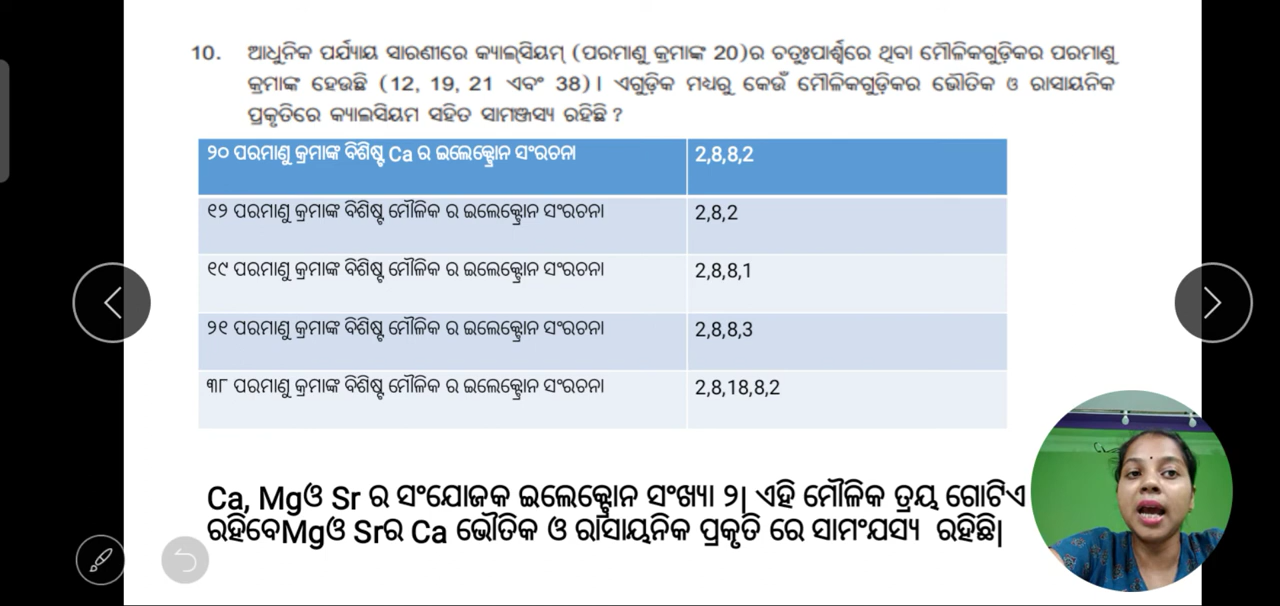 10. ଆଧୁନିକ ପର୍ଯ୍ୟାୟ ସାରଣୀରେ କ୍ୟାଲ୍‌ସିୟମ୍ (ପରମାଣୁ କ୍ରମାଙ୍କ 20)ର ଚତୁଃପାର୍ଶ୍ୱରେ ଥିବା ମୌଳିକଗୁଡ଼ିକର ପରମାଣୁ
କ୍ରମାଙ୍କ ହେଉଛି (12, 19, 21 ଏବଂ 38)। ଏଗୁଡ଼ିକ ମଧ୍ୟରୁ କେଉଁ ମୌଳିକଗୁଡ଼ିକର ଭୌତିକ ଓ ରାସାୟନିକ
ପ୍ରକୃତିରେ କ୍ୟାଲସିୟମ ସହିତ ସାମଞ୍ଜସ୍ୟ ରହିଛି ?
୨୦ ପରମାଣୁ କ୍ରମାଙ୍କ ବିଶିଷ୍ଟ Ca ର ଇଲେକ୍ଟ୍ରୋନ ସଂରଚନା 2,8,8,2
୧୨ ପରମାଣୁ କ୍ରମାଙ୍କ ବିଶିଷ୍ଟ ମୌଳିକ ର ଇଲେକ୍ଟ୍ରୋନ ସଂରଚନା 2,8,2
୧୯ ପରମାଣୁ କ୍ରମାଙ୍କ ବିଶିଷ୍ଟ ମୌଳିକ ର ଇଲେକ୍ଟ୍ରୋନ ସଂରଚନା 2,8,8,1
୨୧ ପରମାଣୁ କ୍ରମାଙ୍କ ବିଶିଷ୍ଟ ମୌଳିକ ର ଇଲେକ୍ଟ୍ରୋନ ସଂରଚନା 2,8,8,3
୩୮ ପରମାଣୁ କ୍ରମାଙ୍କ ବିଶିଷ୍ଟ ମୌଳିକ ର ଇଲେକ୍ଟ୍ରୋନ ସଂରଚନା 2,8,18,8,2
Ca, Mgଓ Sr ର ସଂଯୋଜକ ଇଲେକ୍ଟ୍ରୋନ ସଂଖ୍ୟା ୨| ଏହି ମୌଳିକ ତ୍ରୟ ଗୋଟିଏ
ରହିବେMgଓ Srର Ca ଭୌତିକ ଓ ରାସାୟନିକ ପ୍ରକୃତି ରେ ସାମଂଯସ୍ୟ ରହିଛି|